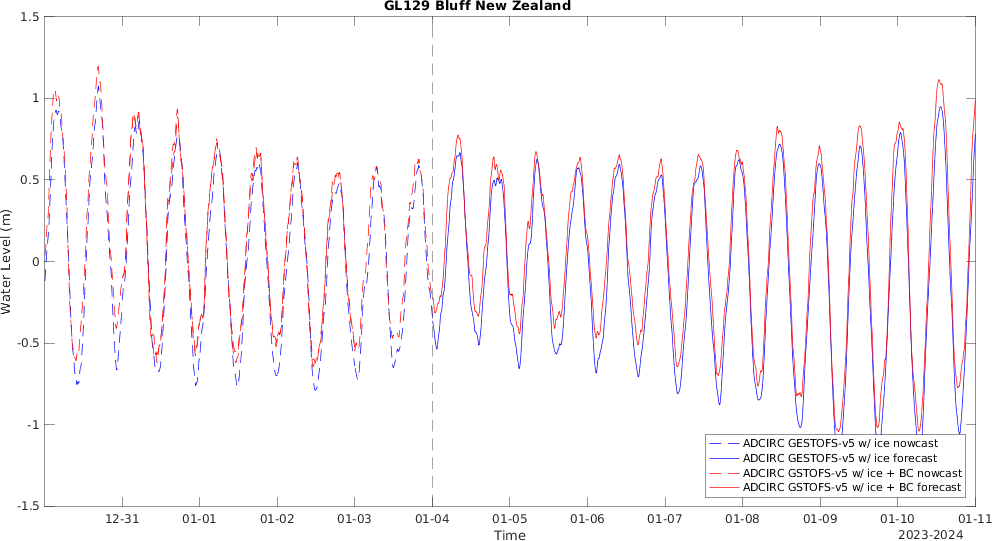 GL129 Bluff New Zealand
1.5
1
0.5
0
-0.5
-1
-1.5
Water Level (m)
12-31
01-01
01-02
01-03
01-04
01-05
01-06
01-07
01-08
01-09
01-10
01-11
Time
2023-2024
ADCIRC GESTOFS-v5 w/ ice nowcast
ADCIRC GESTOFS-v5 w/ ice forecast
ADCIRC GSTOFS-v5 w/ ice + BC nowcast
ADCIRC GSTOFS-v5 w/ ice + BC forecast